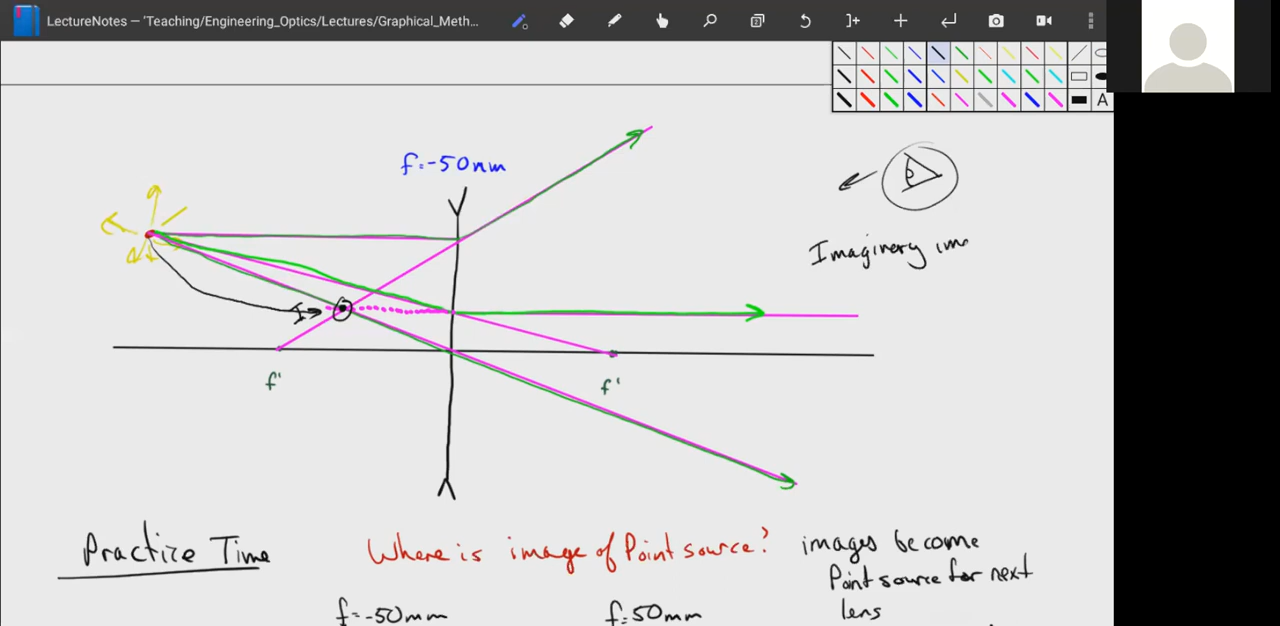 LectureNotes — 'Teaching/Engineering_Optics/Lectures/Graphical_Meth...
A
f=-50mm
Imaginery im
f'
f'
Practice Time
Where is image of Point source?
images become
Point source for next
lens
f=-50mm
f=50mm